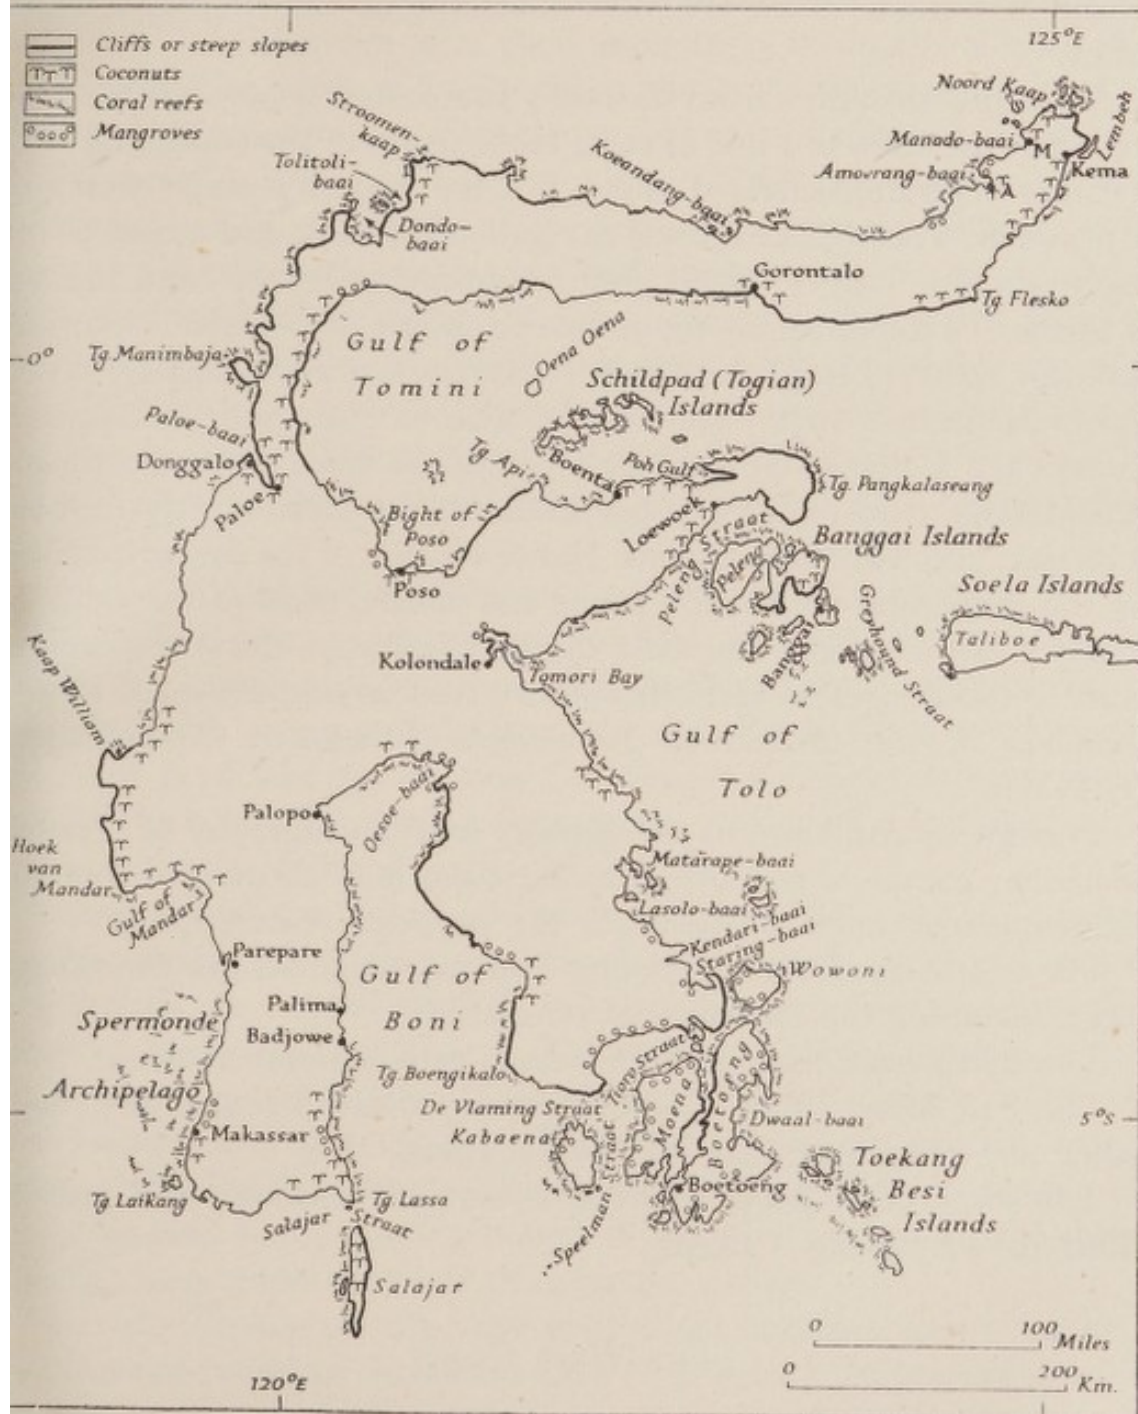 Cliffs or steep slopes
Coconuts
Coral reefs
Mangroves
125°E
Noord Kaap
Lembeh
Manado-baai
M
Kema
Amourang-baai
A
Stroomen-
kaap
Koeandang-baai
Tolitoli-
baai
Dondo-
baai
Gorontalo
Tg. Flesko
0°
Tg. Manimbaja
Gulf of
Tomini
Oena Oena
Schildpad (Togian)
Islands
Paloe-baai
Donggalo
Paloe
Tg. Api
Boenta
Poh Gulf
Tg. Pangkalaseang
Bight of
Poso
Poso
Loewoek
Peleng
Straat
Peleng
Banggai Islands
Banggai
Greyhound Straat
Soela Islands
Taliboe
Kolondale
Tomori Bay
Kaap William
Gulf of
Tolo
Palopo
Oesoe-baai
Hoek
van
Mandar
Gulf of
Mandar
Matarape-baai
Lasolo-baai
Kendari-baai
Staring-baai
Wowoni
Parepare
Gulf of
Boni
Palima
Badjowe
Spermonde
Archipelago
Tg. Boengikalo
Tioro Straat
De Vlaming Straat
Kabaena
Moena
Boetoeng
Dwaal-baai
5°S
Makassar
Toekang
Besi
Islands
Boetoeng
Speelman Straat
Tg. Laikang
Tg. Lassa
Salajar Straat
Salajar
0 100 Miles
0 200 Km.
120°E